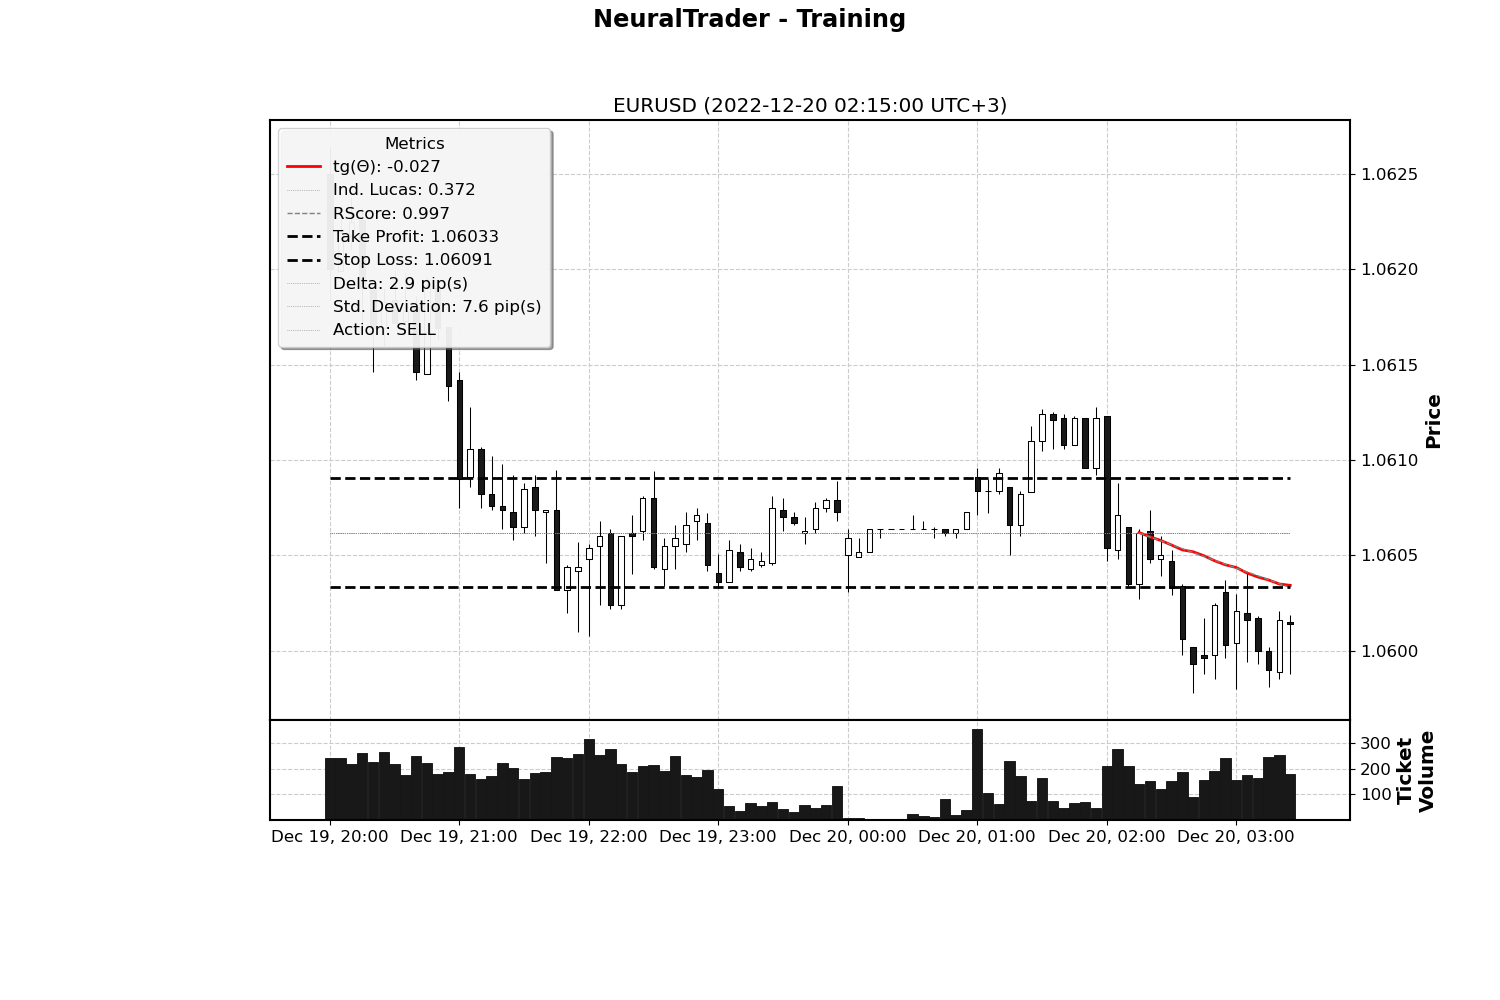 NeuralTrader - Training
EURUSD (2022-12-20 02:15:00 UTC+3)
Metrics
tg(Θ): -0.027
Ind. Lucas: 0.372
RScore: 0.997
Take Profit: 1.06033
Stop Loss: 1.06091
Delta: 2.9 pip(s)
Std. Deviation: 7.6 pip(s)
Action: SELL
1.0625
1.0620
1.0615
1.0610
1.0605
1.0600
Price
300
200
100
Ticket
Volume
Dec 19, 20:00 Dec 19, 21:00 Dec 19, 22:00 Dec 19, 23:00 Dec 20, 00:00 Dec 20, 01:00 Dec 20, 02:00 Dec 20, 03:00